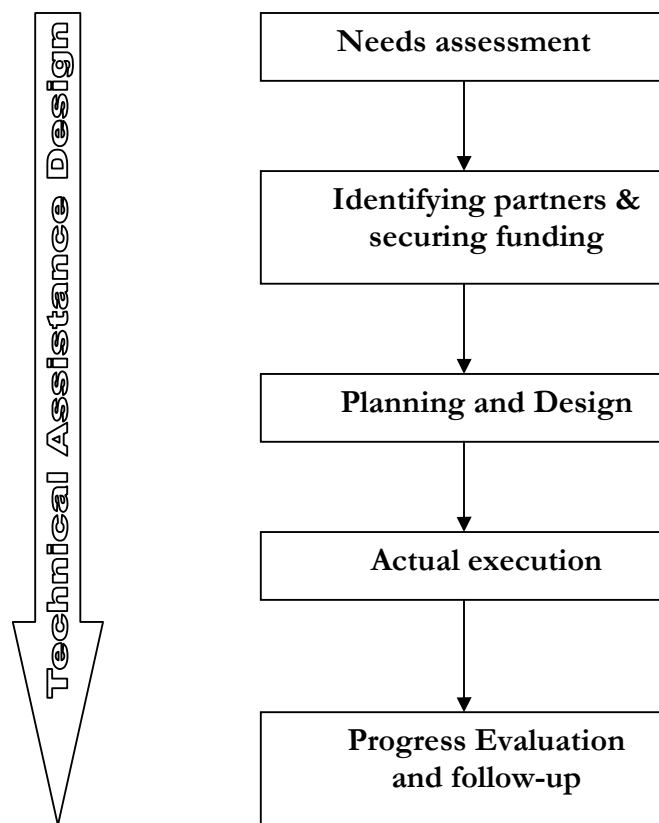 Technical Assistance Design
Needs assessment
Identifying partners &
securing funding
Planning and Design
Actual execution
Progress Evaluation
and follow-up